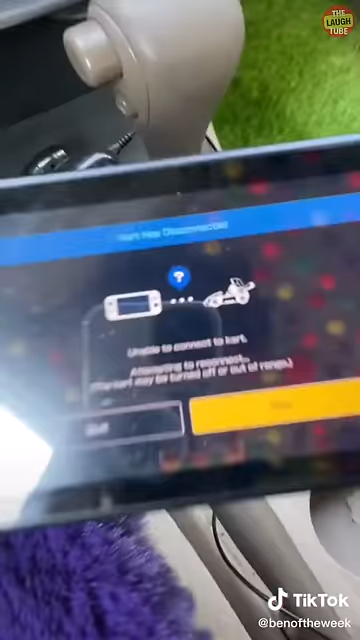 THE
LAUGH
TUBE
Kart Has Disconnected
?
Unable to connect to kart.
Attempting to reconnect...
(The kart may be turned off or out of range.)
Quit
TikTok
@benoftheweek